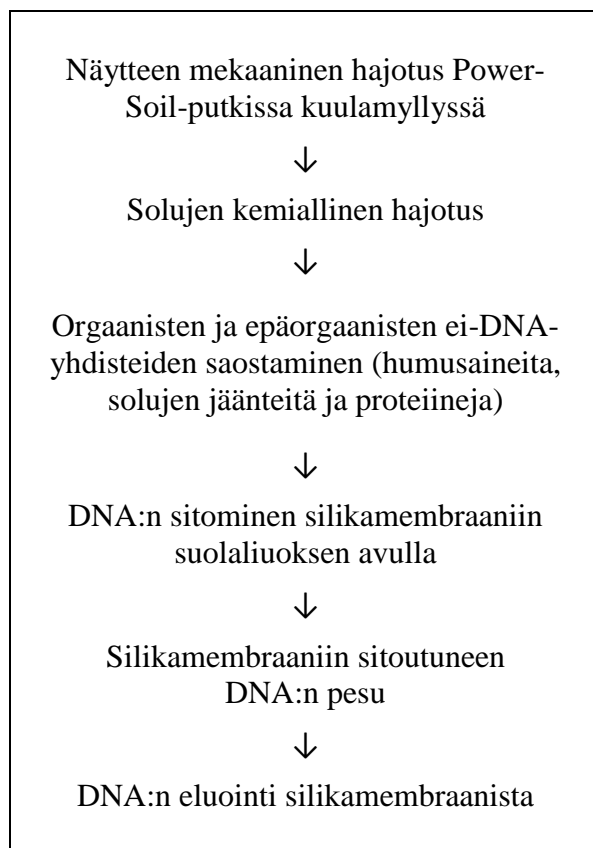 Näytteen mekaaninen hajotus Power-
Soil-putkissa kuulamyllyssä
↓
Solujen kemiallinen hajotus
↓
Orgaanisten ja epäorgaanisten ei-DNA-
yhdisteiden saostaminen (humusaineita,
solujen jäänteitä ja proteiineja)
↓
DNA:n sitominen silikamembraaniin
suolaliuoksen avulla
↓
Silikamembraaniin sitoutuneen
DNA:n pesu
↓
DNA:n eluointi silikamembraanista